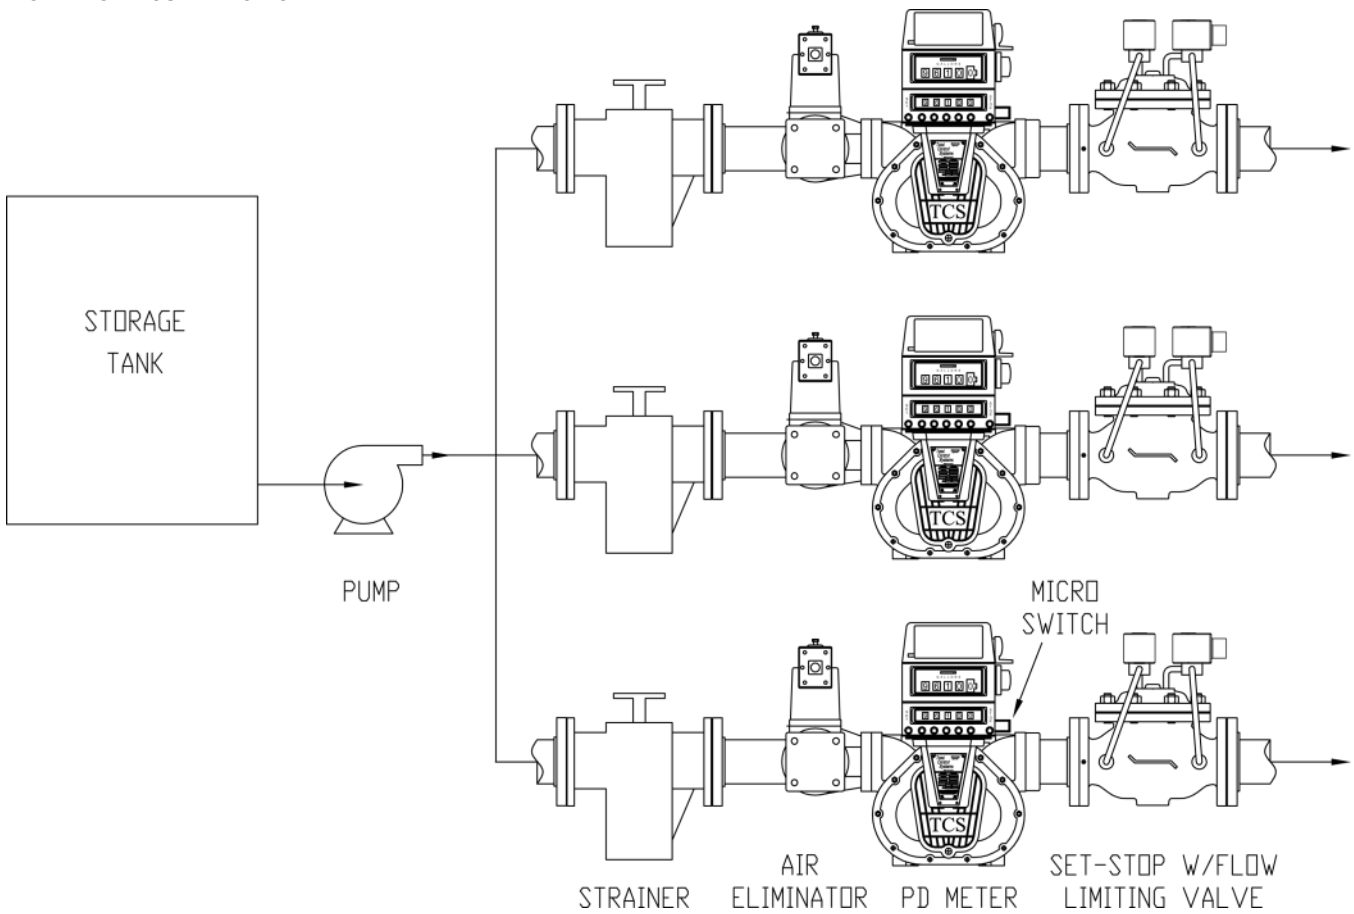 TCS
STORAGE
TANK
TCS
PUMP
MICRO
SWITCH
TCS
STRAINER
AIR
ELIMINATOR
PD METER
SET-STOP W/FLOW
LIMITING VALVE